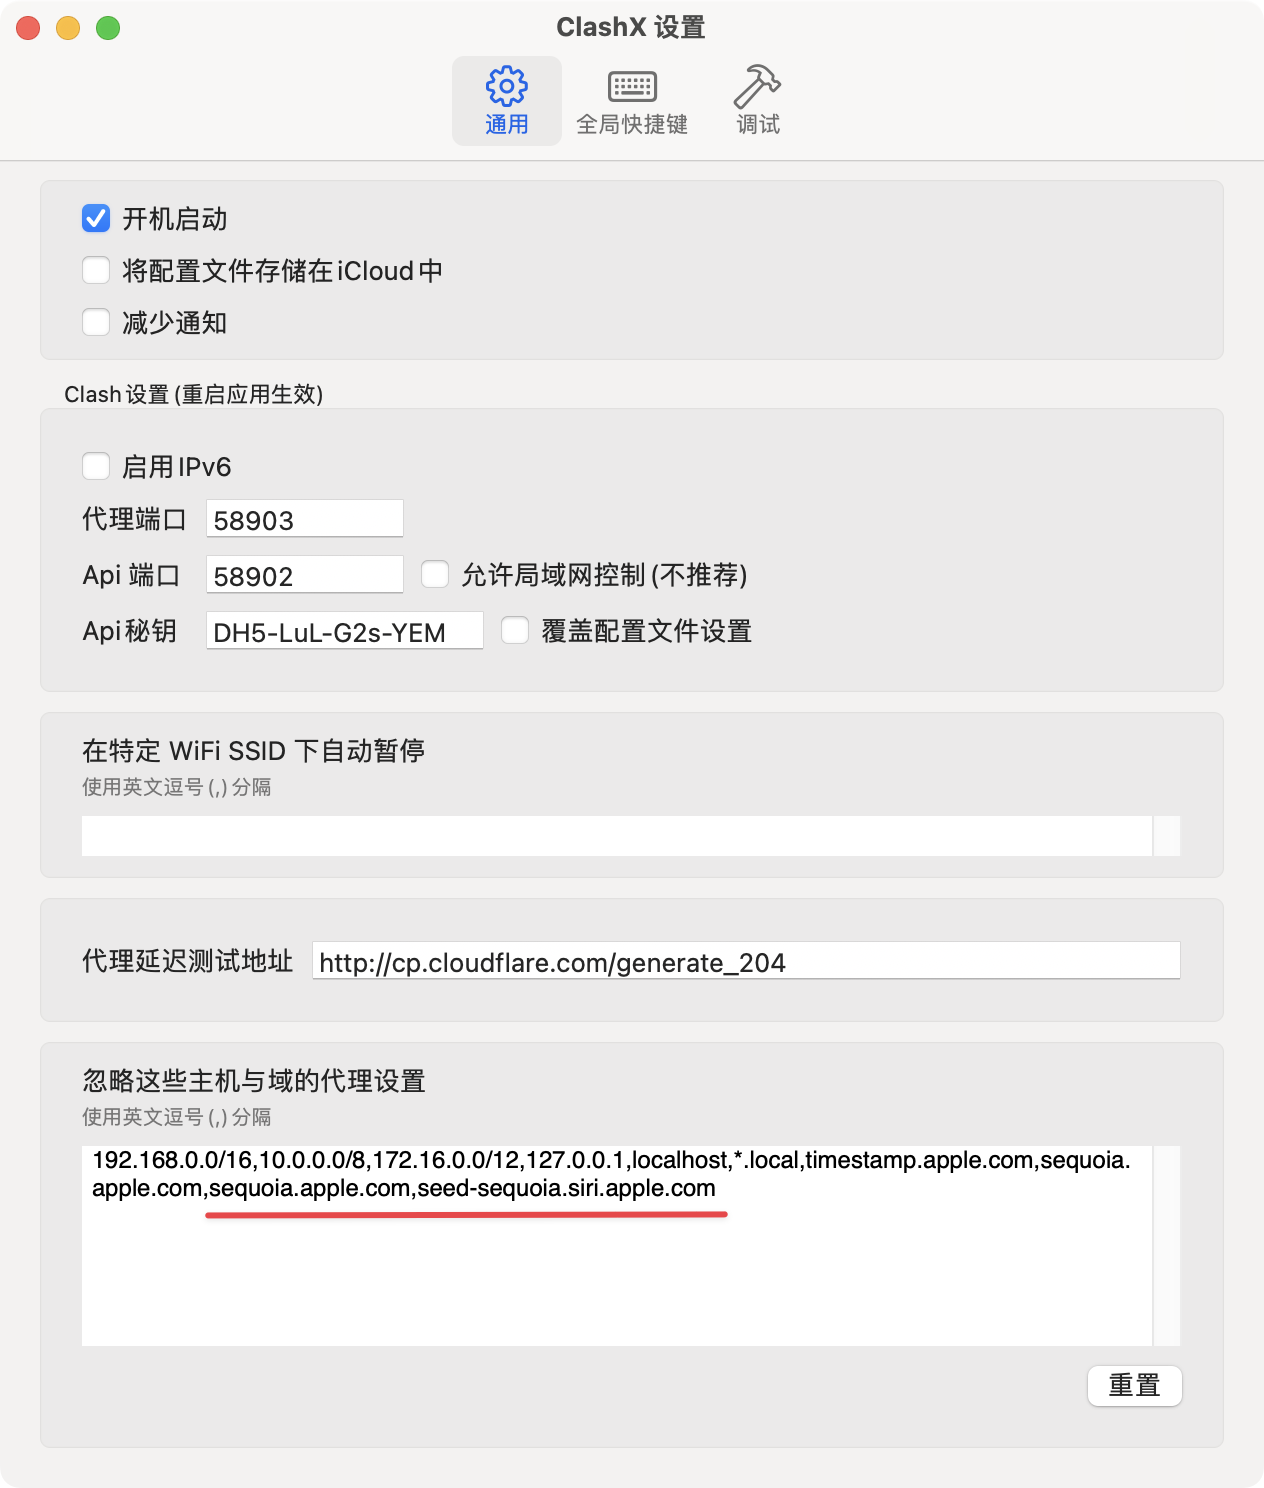 ClashX 设置
通用
全局快捷键
调试
开机启动
将配置文件存储在 iCloud 中
减少通知
Clash 设置 (重启应用生效)
启用 IPv6
代理端口 58903
Api 端口 58902 允许局域网控制 (不推荐)
Api 秘钥 DH5-LuL-G2s-YEM 覆盖配置文件设置
在特定 WiFi SSID 下自动暂停
使用英文逗号 (,) 分隔
代理延迟测试地址 http://cp.cloudflare.com/generate_204
忽略这些主机与域的代理设置
使用英文逗号 (,) 分隔
192.168.0.0/16,10.0.0.0/8,172.16.0.0/12,127.0.0.1,localhost,*.local,timestamp.apple.com,sequoia.
apple.com,sequoia.apple.com,seed-sequoia.siri.apple.com
重置